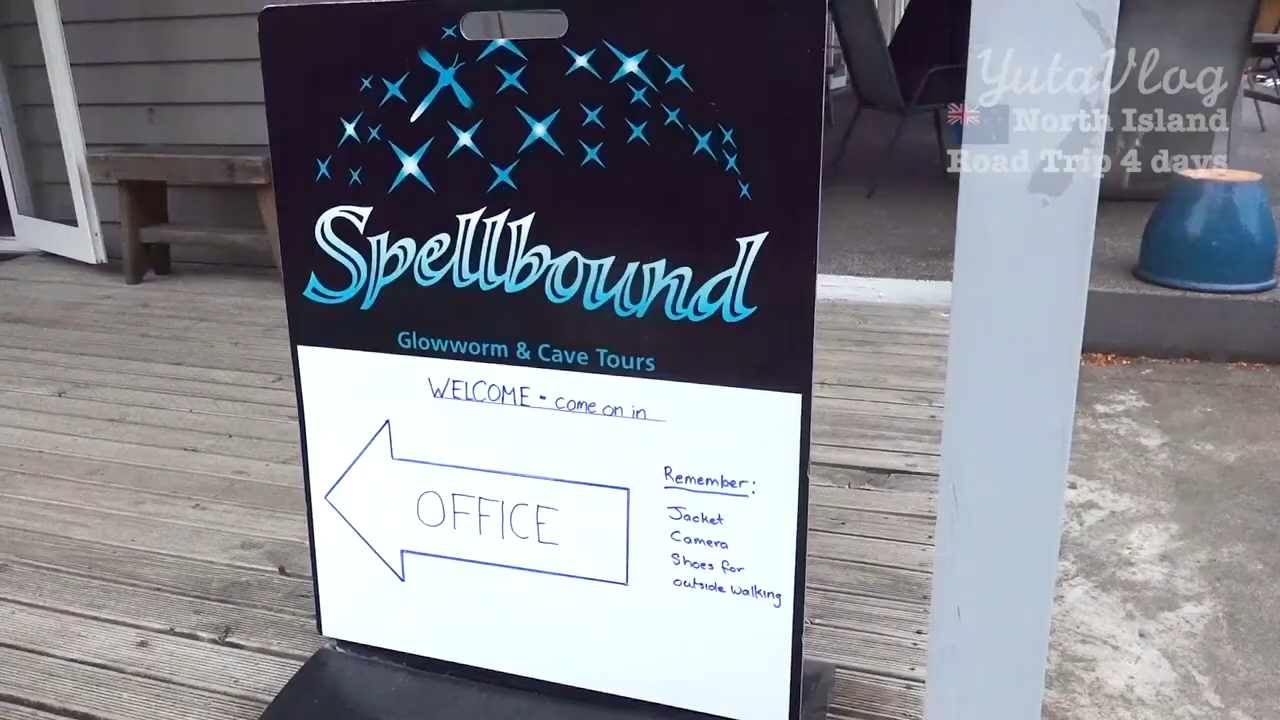 YutaVlog
North Island
Road Trip 4 days
Spellbound
Glowworm & Cave Tours
WELCOME - come on in
OFFICE
Remember:
Jacket
Camera
Shoes for
outside walking